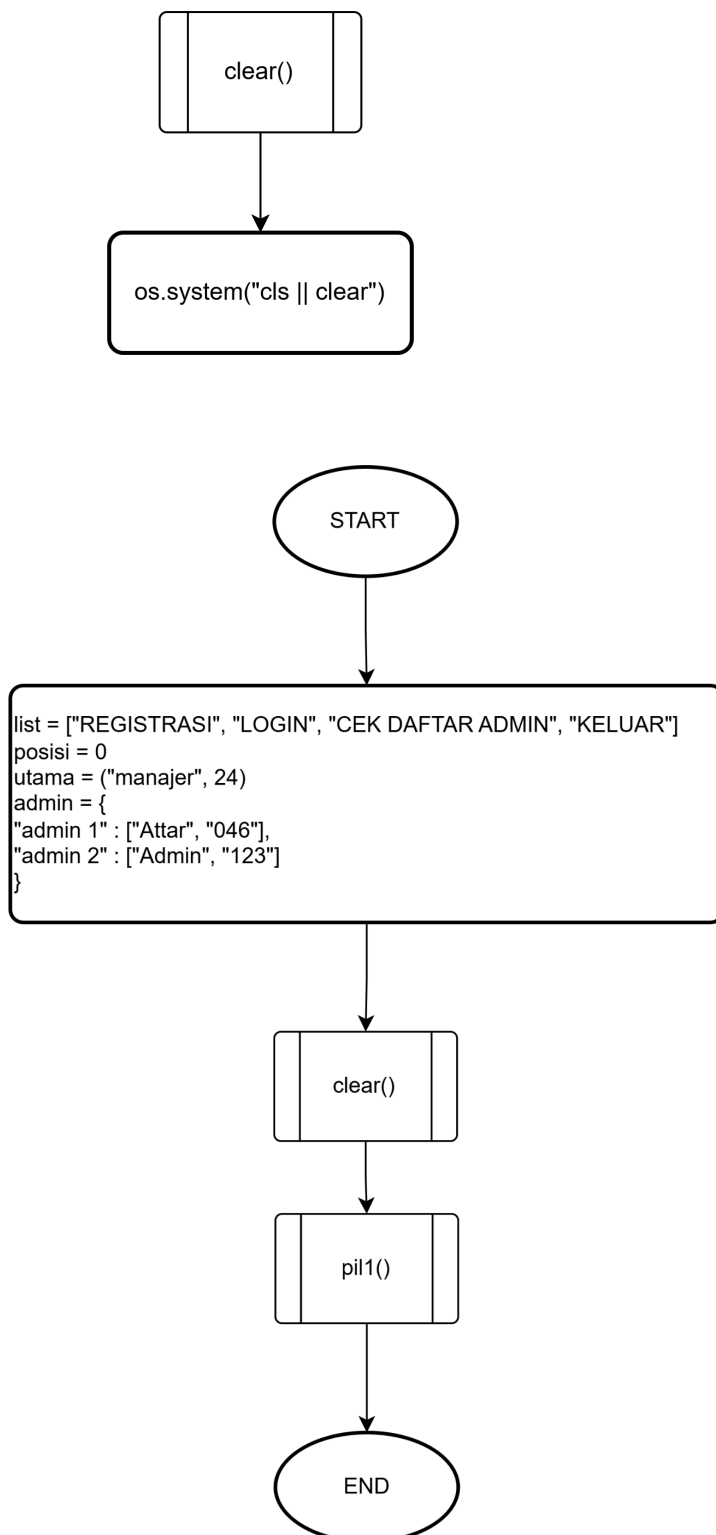 clear()
os.system("cls || clear")
START
list = ["REGISTRASI", "LOGIN", "CEK DAFTAR ADMIN", "KELUAR"]
posisi = 0
utama = ("manajer", 24)
admin = {
"admin 1" : ["Attar", "046"],
"admin 2" : ["Admin", "123"]
}
clear()
pil1()
END